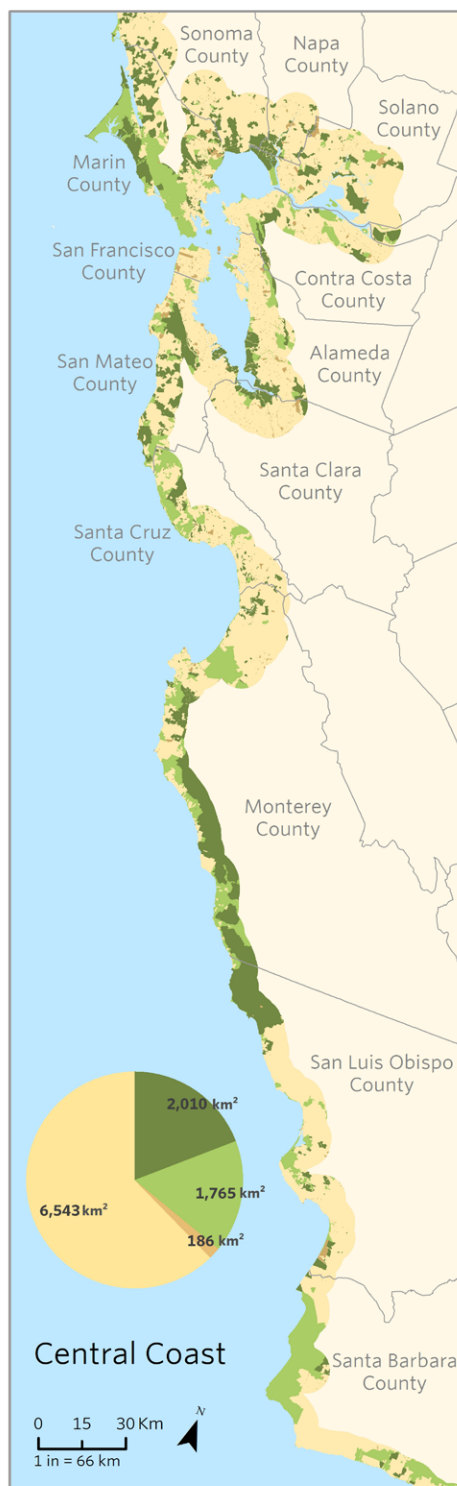 Sonoma
County
Napa
County
Solano
County
Marin
County
San Francisco
County
Contra Costa
County
San Mateo
County
Alameda
County
Santa Clara
County
Santa Cruz
County
Monterey
County
San Luis Obispo
County
2,010 km²
1,765 km²
6,543 km²
186 km²
Central Coast
Santa Barbara
County
0 15 30 Km
N
1 in = 66 km